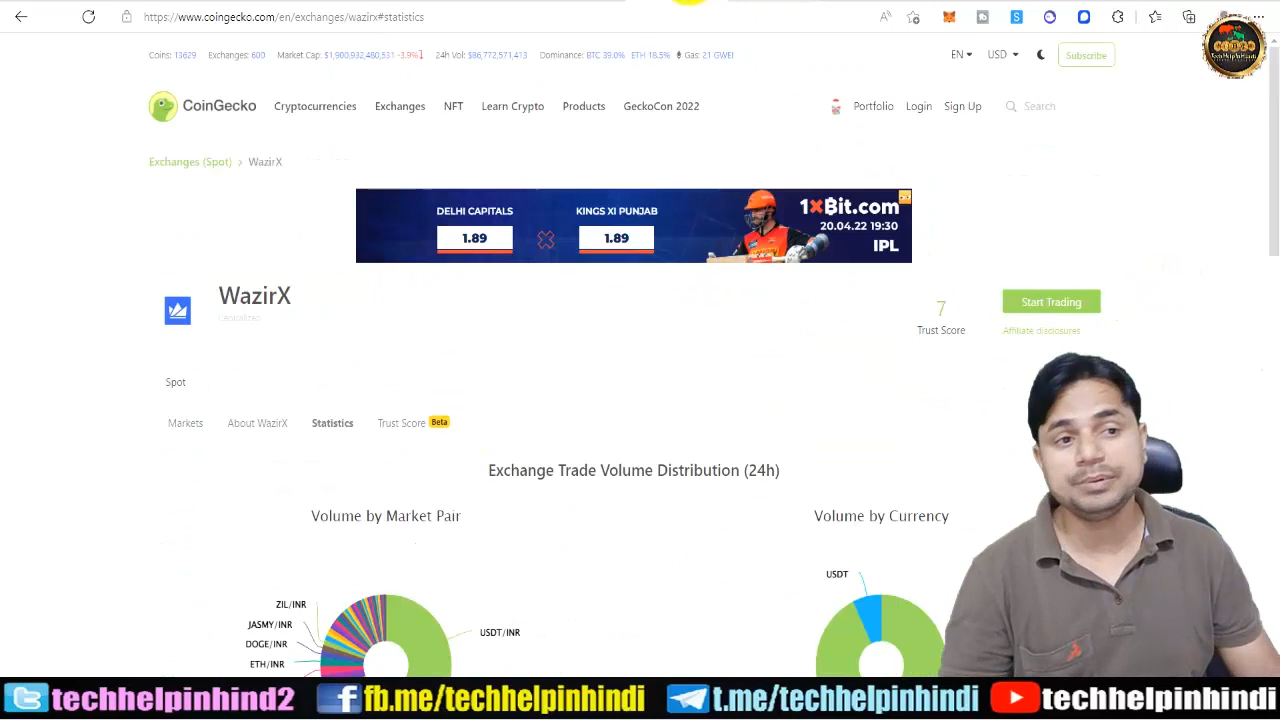 https://www.coingecko.com/en/exchanges/wazirx#statistics
Coins: 13629 Exchanges: 600 Market Cap: $1,900,932,480,531 -3.9% 24h Vol: $86,772,571,413 Dominance: BTC 39.0% ETH 18.5% Gas: 21 GWEI
EN USD Subscribe
CoinGecko Cryptocurrencies Exchanges NFT Learn Crypto Products GeckoCon 2022 Portfolio Login Sign Up Search
Exchanges (Spot) > WazirX
DELHI CAPITALS KINGS XI PUNJAB 1XBit.com
1.89 1.89 20.04.22 19:30
IPL
WazirX
Centralized
7
Trust Score
Start Trading
Affiliate disclosures
Spot
Markets About WazirX Statistics Trust Score Beta
Exchange Trade Volume Distribution (24h)
Volume by Market Pair Volume by Currency
USDT
ZIL/INR
JASMY/INR
DOGE/INR
ETH/INR
USDT/INR
techhelpinhind2 fb.me/techhelpinhindi t.me/techhelpinhindi techhelpinhindi